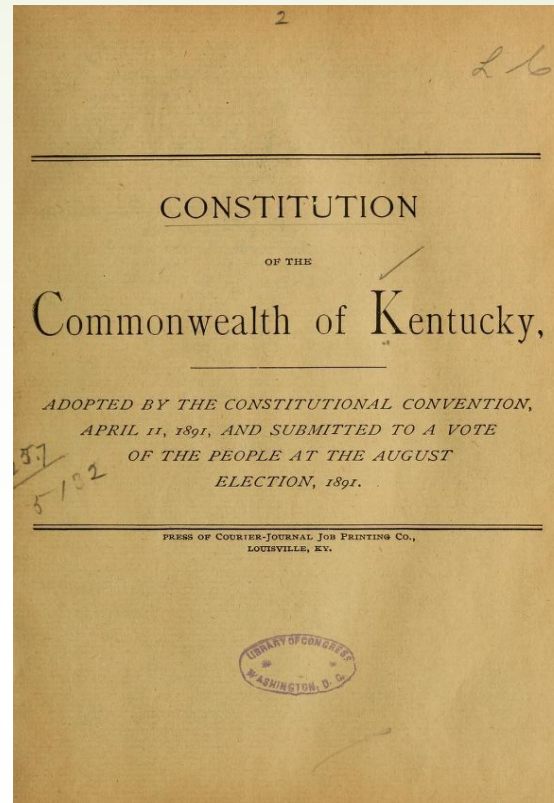 2
L C
CONSTITUTION
OF THE
Commonwealth of Kentucky,
ADOPTED BY THE CONSTITUTIONAL CONVENTION,
APRIL 11, 1891, AND SUBMITTED TO A VOTE
OF THE PEOPLE AT THE AUGUST
ELECTION, 1891.
5132
PRESS OF COURIER-JOURNAL JOB PRINTING CO.,
LOUISVILLE, KY.
LIBRARY OF CONGRESS
WASHINGTON, D. C.